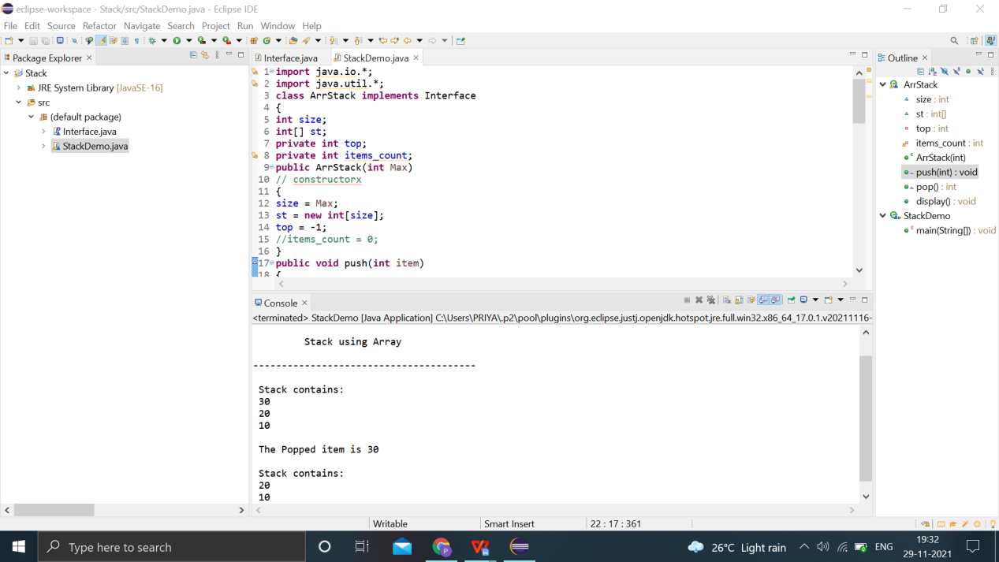 eclipse-workspace - Stack/src/StackDemo.java - Eclipse IDE
File Edit Source Refactor Navigate Search Project Run Window Help
Package Explorer
Stack
JRE System Library [JavaSE-16]
src
(default package)
Interface.java
StackDemo.java
Interface.java StackDemo.java
1 import java.io.*;
2 import java.util.*;
3 class ArrStack implements Interface
4 {
5 int size;
6 int[] st;
7 private int top;
8 private int items_count;
9 public ArrStack(int Max)
10 // constructorx
11 {
12 size = Max;
13 st = new int[size];
14 top = -1;
15 //items_count = 0;
16 }
17 public void push(int item)
18 {
Console
<terminated> StackDemo [Java Application] C:\Users\PRIYA\.p2\pool\plugins\org.eclipse.justj.openjdk.hotspot.jre.full.win32.x86_64_17.0.1.v20211116-
Stack using Array
---------------------------------------
Stack contains:
30
20
10
The Popped item is 30
Stack contains:
20
10
Outline
ArrStack
size : int
st : int[]
top : int
items_count : int
ArrStack(int)
push(int) : void
pop() : int
display() : void
StackDemo
main(String[]) : void
Writable Smart Insert 22 : 17 : 361
Type here to search
26°C Light rain
ENG
19:32
29-11-2021